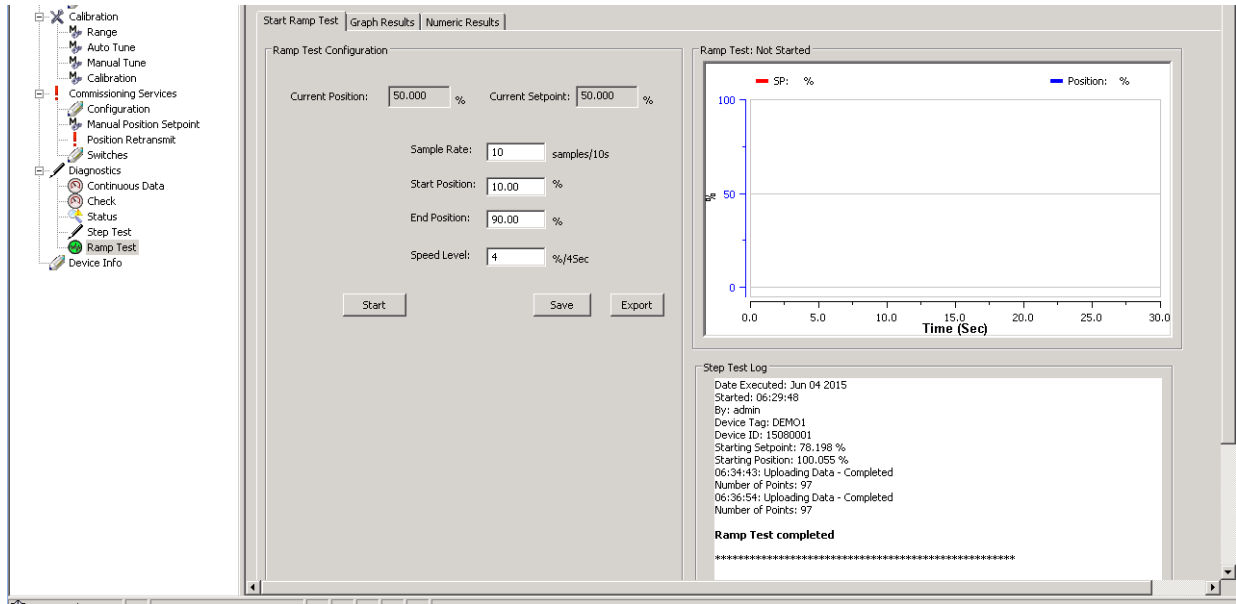 Calibration
Range
Auto Tune
Manual Tune
Calibration
Commissioning Services
Configuration
Manual Position Setpoint
Position Retransmit
Switches
Diagnostics
Continuous Data
Check
Status
Step Test
Ramp Test
Device Info
Start Ramp Test Graph Results Numeric Results
Ramp Test Configuration
Current Position: 50.000 % Current Setpoint: 50.000 %
Sample Rate: 10 samples/10s
Start Position: 10.00 %
End Position: 90.00 %
Speed Level: 4 %/4Sec
Start Save Export
Ramp Test: Not Started
SP: % Position: %
100
50
0
%
0.0 5.0 10.0 15.0 20.0 25.0 30.0
Time (Sec)
Step Test Log
Date Executed: Jun 04 2015
Started: 06:29:48
By: admin
Device Tag: DEMO1
Device ID: 15080001
Starting Setpoint: 78.198 %
Starting Position: 100.055 %
06:34:43: Uploading Data - Completed
Number of Points: 97
06:36:54: Uploading Data - Completed
Number of Points: 97
Ramp Test completed
****************************************************